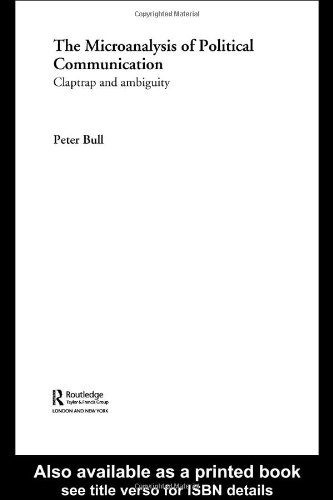 Copyrighted Material
The Microanalysis of Political
Communication
Claptrap and ambiguity
Peter Bull
Routledge
Taylor & Francis Group
LONDON AND NEW YORK
Copyrighted Material
Also available as a printed book
see title verso for ISBN details